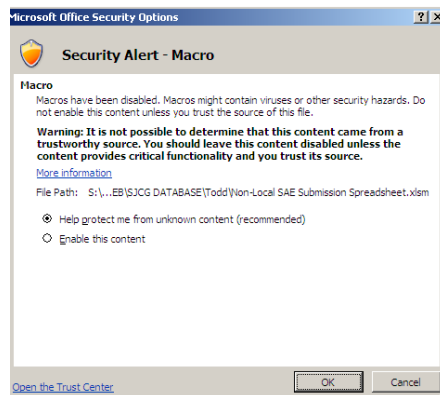 Microsoft Office Security Options
Security Alert - Macro
Macro
Macros have been disabled. Macros might contain viruses or other security hazards. Do
not enable this content unless you trust the source of this file.
Warning: It is not possible to determine that this content came from a
trustworthy source. You should leave this content disabled unless the
content provides critical functionality and you trust its source.
More information
File Path: S:\...EB\SJCG DATABASE\Todd\Non-Local SAE Submission Spreadsheet.xlsm
Help protect me from unknown content (recommended)
Enable this content
Open the Trust Center
OK
Cancel